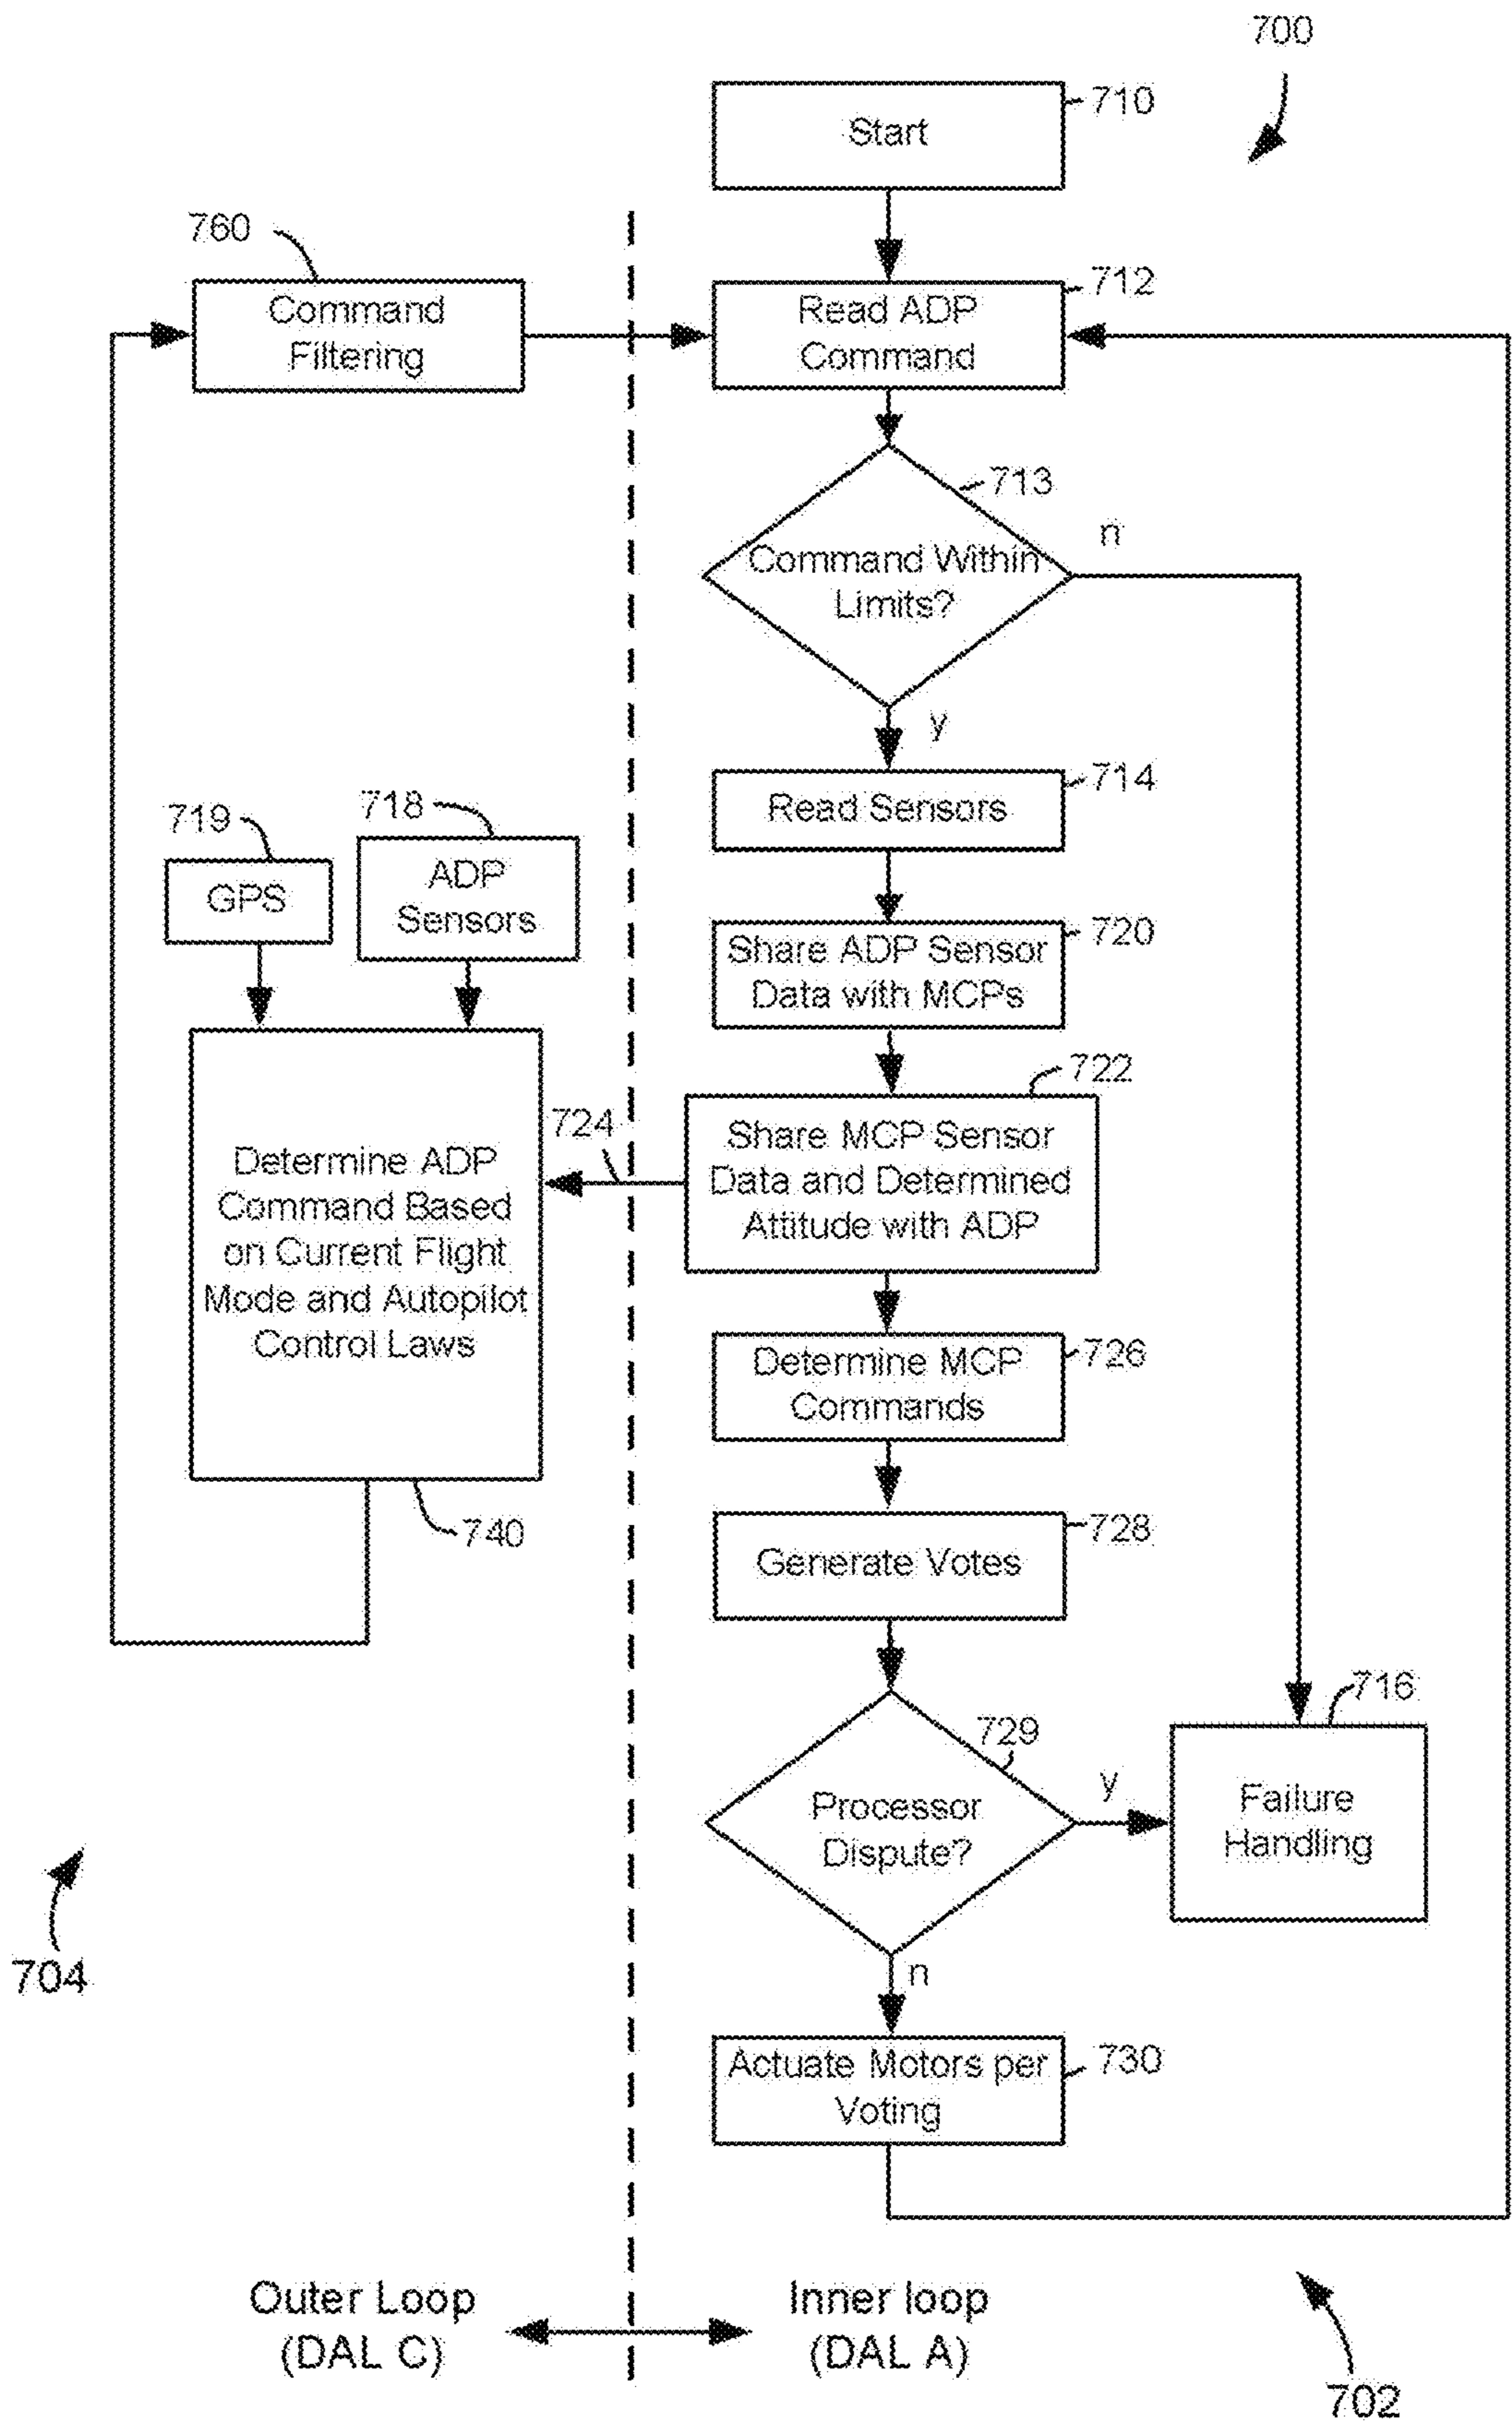 700
710
Start
760
Command
Filtering
712
Read ADP
Command
713
n
Command Within
Limits?
y
714
Read Sensors
719
GPS
718
ADP
Sensors
720
Share ADP Sensor
Data with MCPs
722
724
Share MCP Sensor
Data and Determined
Attitude with ADP
Determine ADP
Command Based
on Current Flight
Mode and Autopilot
Control Laws
740
726
Determine MCP
Commands
728
Generate Votes
729
Processor
Dispute?
y
716
Failure
Handling
704
n
730
Actuate Motors per
Voting
Outer Loop
(DAL C)
Inner loop
(DAL A)
702